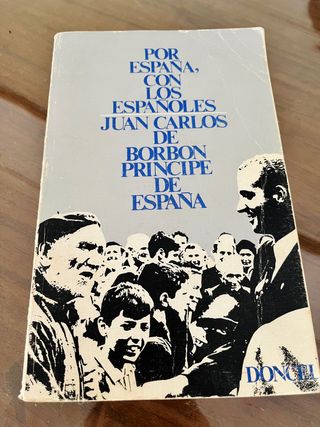 POR
ESPAÑA,
CON
LOS
ESPAÑOLES
JUAN CARLOS
DE
BORBON
PRINCIPE
DE
ESPAÑA
DONCEL